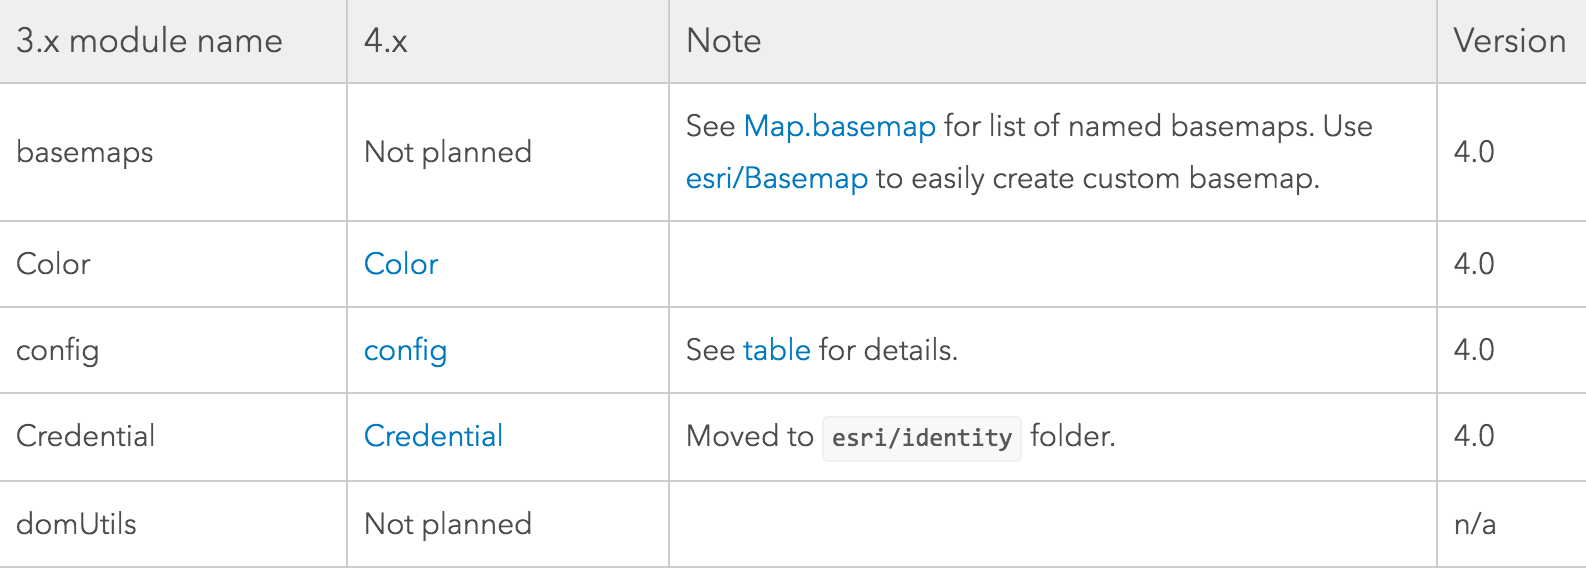 3.x module name 4.x Note Version
basemaps Not planned See Map.basemap for list of named basemaps. Use esri/Basemap to easily create custom basemap. 4.0
Color Color 4.0
config config See table for details. 4.0
Credential Credential Moved to esri/identity folder. 4.0
domUtils Not planned n/a